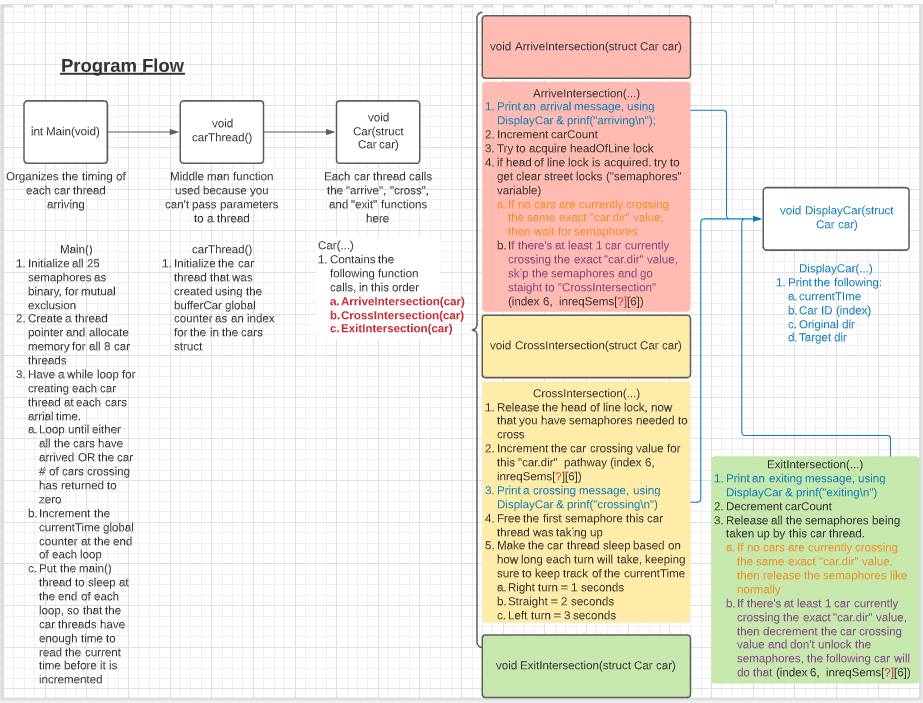 Program Flow
int Main(void)
Organizes the timing of
each car thread
arriving
void
carThread()
Middle man function
used because you
can't pass parameters
to a thread
void
Car(struct
Car car)
Each car thread calls
the "arrive", "cross",
and "exit" functions
here
Main()
1. Initialize all 25
semaphores as
binary, for mutual
exclusion
2. Create a thread
pointer and allocate
memory for all 8 car
threads
3. Have a while loop for
creating each car
thread at each cars
arrial time.
a. Loop until either
all the cars have
arrived OR the car
# of cars crossing
has returned to
zero
b. Increment the
currentTime global
counter at the end
of each loop
c. Put the main()
thread to sleep at
the end of each
loop, so that the
car threads have
enough time to
read the current
time before it is
incremented
carThread()
1. Initialize the car
thread that was
created using the
bufferCar global
counter as an index
for the in the cars
struct
Car(...)
1. Contains the
following function
calls, in this order
a. ArriveIntersection(car)
b. CrossIntersection(car)
c. ExitIntersection(car)
void ArriveIntersection(struct Car car)
ArriveIntersection(...)
1. Print an arrival message, using
DisplayCar & prinf("arriving\n");
2. Increment carCount
3. Try to acquire headOfLine lock
4. if head of line lock is acquired. try to
get clear street locks ("semaphores"
variable)
a. If no cars are currently crossing
the same exact "car.dir" value,
then wait for semaphores
b. If there's at least 1 car currently
crossing the exact "car.dir" value,
skip the semaphores and go
staight to "CrossIntersection"
(index 6, inreqSems[?][6])
void CrossIntersection(struct Car car)
CrossIntersection(...)
1. Release the head of line lock, now
that you have semaphores needed to
cross
2. Increment the car crossing value for
this "car.dir" pathway (index 6,
inreqSems[?][6])
3. Print a crossing message, using
DisplayCar & prinf("crossing\n")
4. Free the first semaphore this car
thread was taking up
5. Make the car thread sleep based on
how long each turn will take, keeping
sure to keep track of the currentTime
a. Right turn = 1 seconds
b. Straight = 2 seconds
c. Left turn = 3 seconds
void ExitIntersection(struct Car car)
void DisplayCar(struct
Car car)
DisplayCar(...)
1. Print the following:
a. currentTIme
b. Car ID (index)
c. Original dir
d. Target dir
ExitIntersection(...)
1. Print an exiting message, using
DisplayCar & prinf("exiting\n")
2. Decrement carCount
3. Release all the semaphores being
taken up by this car thread.
a. If no cars are currently crossing
the same exact "car.dir" value,
then release the semaphores like
normally
b. If there's at least 1 car currently
crossing the exact "car.dir" value,
then decrement the car crossing
value and don't unlock the
semaphores, the following car will
do that (index 6, inreqSems[?][6])